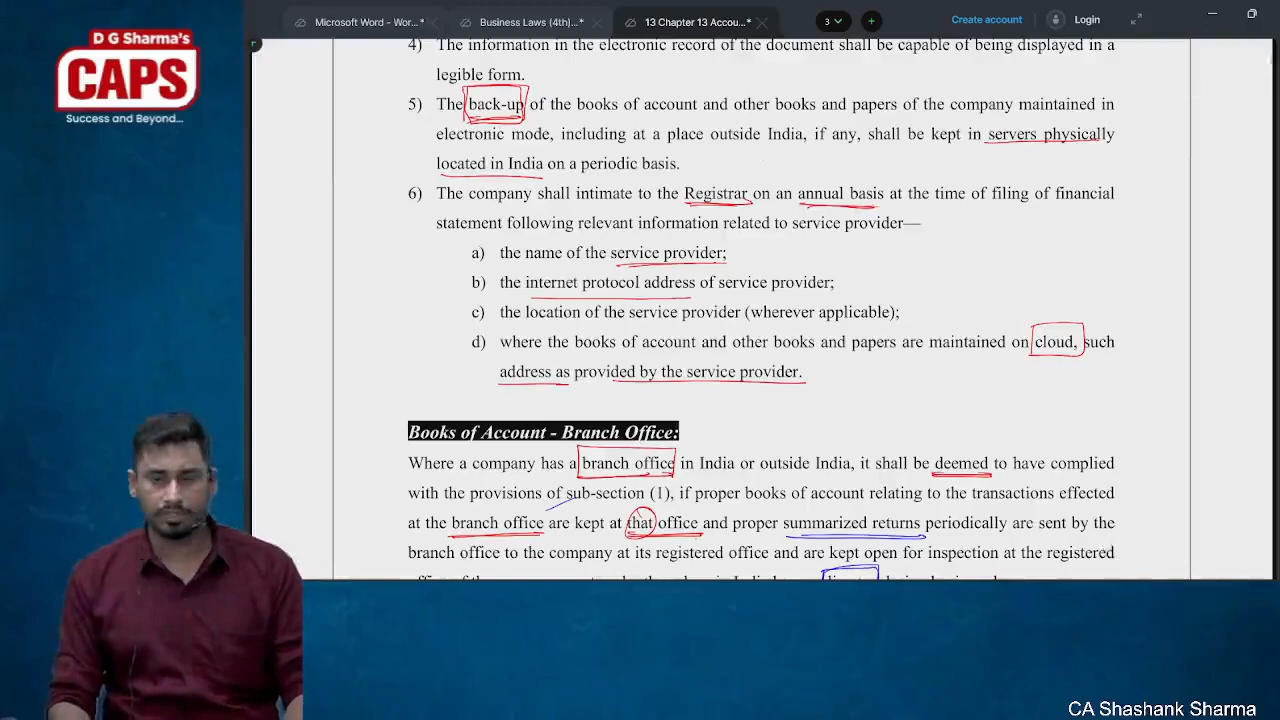 Microsoft Word - Wor...*
Business Laws (4th)...*
13 Chapter 13 Accou...*
3
Create account
Login
D G Sharma's
CAPS
Success and Beyond...
4) The information in the electronic record of the document shall be capable of being displayed in a
legible form.
5) The back-up of the books of account and other books and papers of the company maintained in
electronic mode, including at a place outside India, if any, shall be kept in servers physically
located in India on a periodic basis.
6) The company shall intimate to the Registrar on an annual basis at the time of filing of financial
statement following relevant information related to service provider—
a) the name of the service provider;
b) the internet protocol address of service provider;
c) the location of the service provider (wherever applicable);
d) where the books of account and other books and papers are maintained on cloud, such
address as provided by the service provider.
Books of Account - Branch Office:
Where a company has a branch office in India or outside India, it shall be deemed to have complied
with the provisions of sub-section (1), if proper books of account relating to the transactions effected
at the branch office are kept at that office and proper summarized returns periodically are sent by the
branch office to the company at its registered office and are kept open for inspection at the registered
CA Shashank Sharma